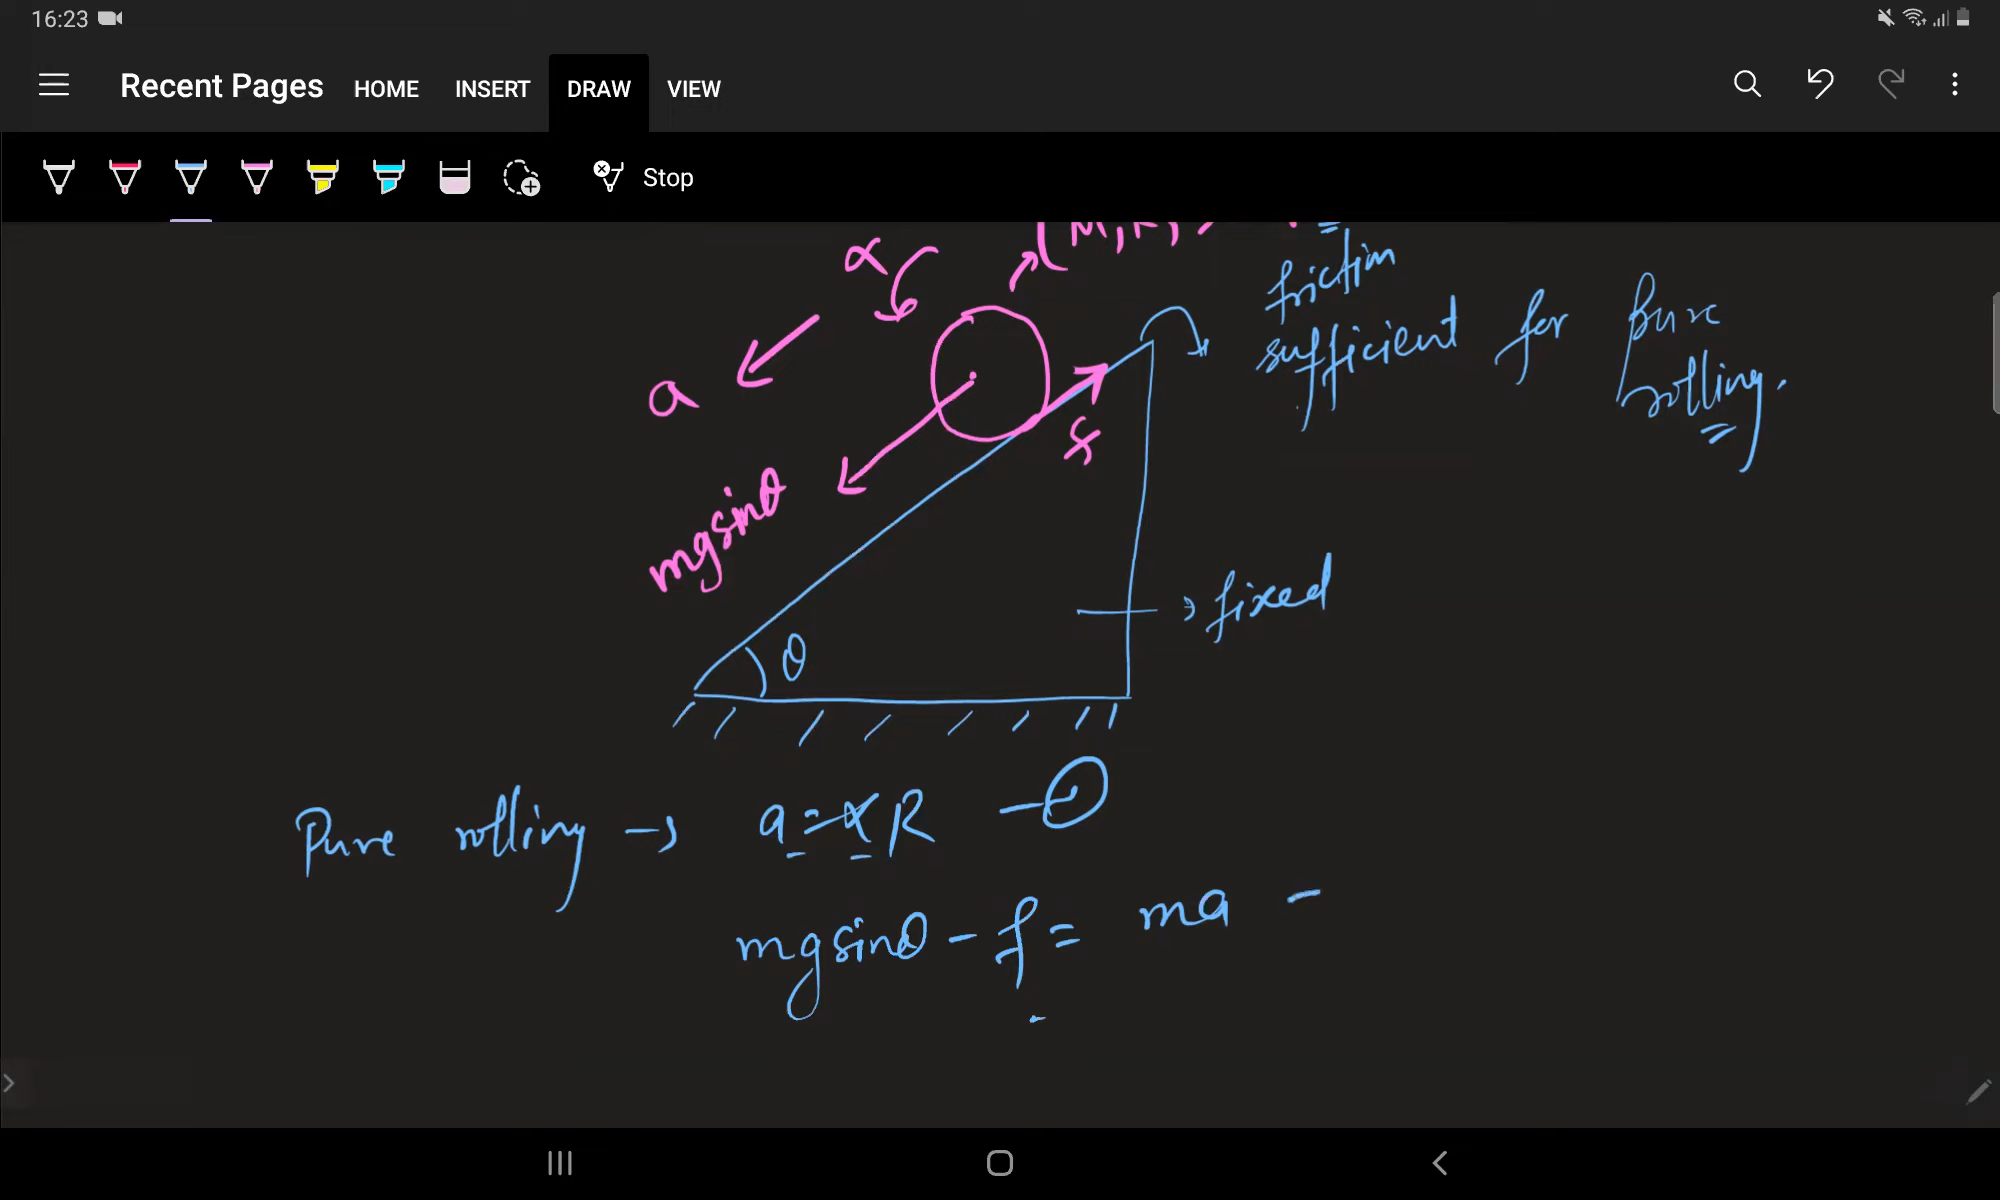 16:23
Recent Pages HOME INSERT DRAW VIEW
Stop
(M,R,
α
friction
sufficient for pure
rolling.
a
f
mgsinθ
fixed
θ
Pure rolling → a=αR -
mgsinθ - f = ma -